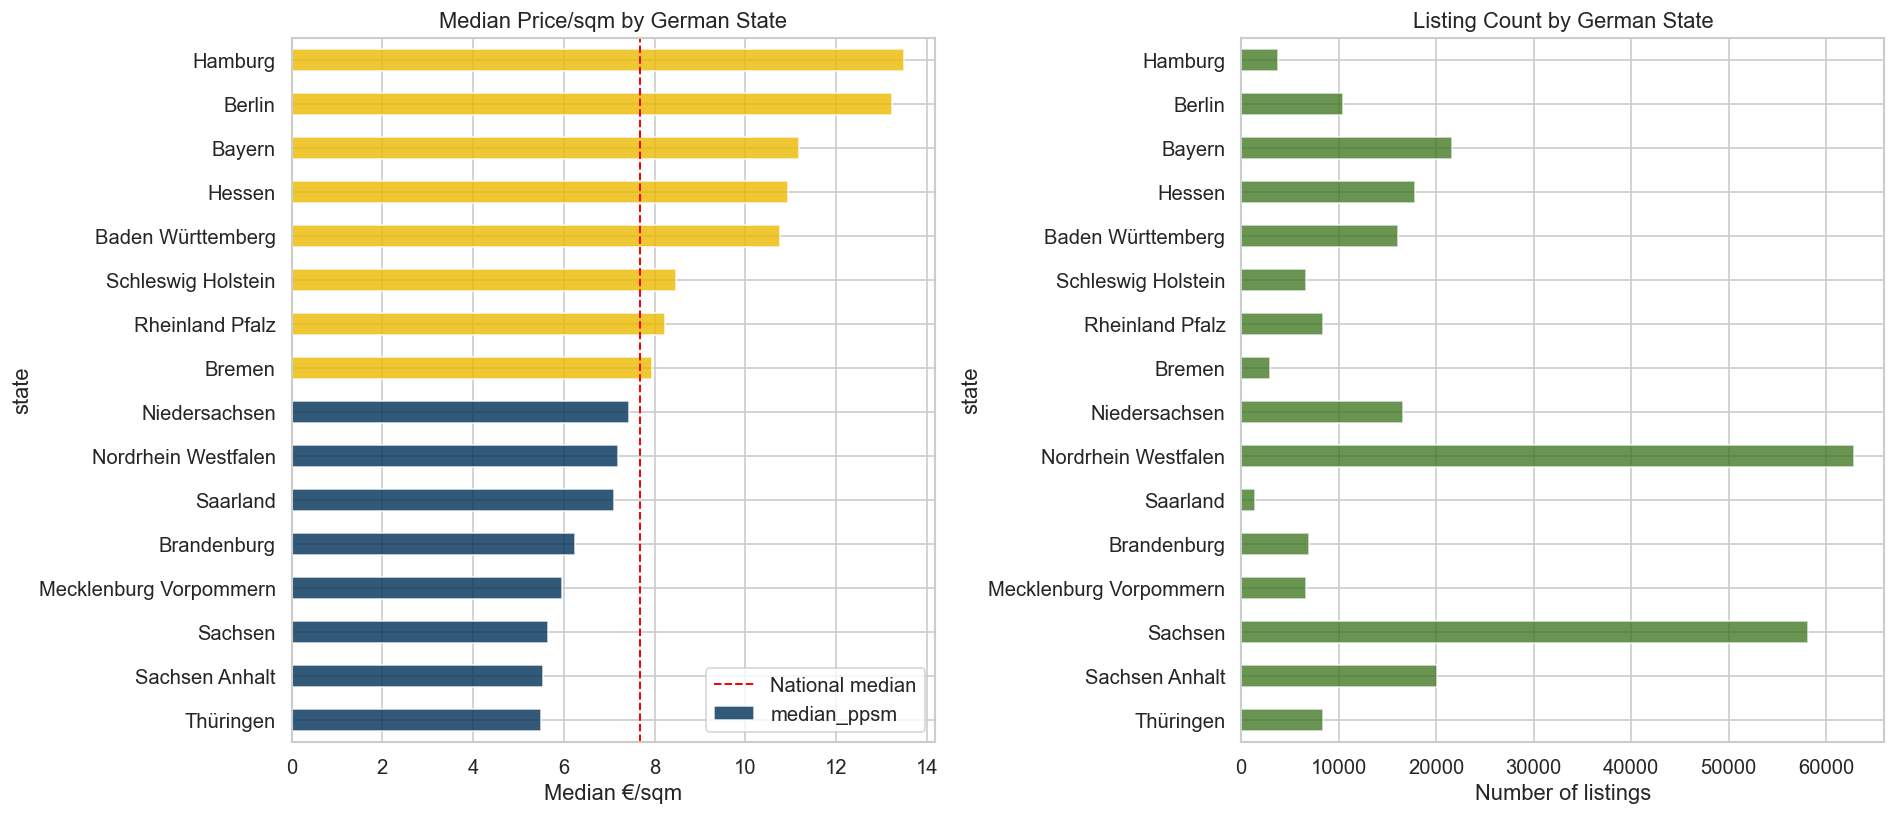 Median Price/sqm by German State
state
Hamburg
Berlin
Bayern
Hessen
Baden Württemberg
Schleswig Holstein
Rheinland Pfalz
Bremen
Niedersachsen
Nordrhein Westfalen
Saarland
Brandenburg
Mecklenburg Vorpommern
Sachsen
Sachsen Anhalt
Thüringen
National median
median_ppsm
0 2 4 6 8 10 12 14
Median €/sqm
Listing Count by German State
state
Hamburg
Berlin
Bayern
Hessen
Baden Württemberg
Schleswig Holstein
Rheinland Pfalz
Bremen
Niedersachsen
Nordrhein Westfalen
Saarland
Brandenburg
Mecklenburg Vorpommern
Sachsen
Sachsen Anhalt
Thüringen
0 10000 20000 30000 40000 50000 60000
Number of listings